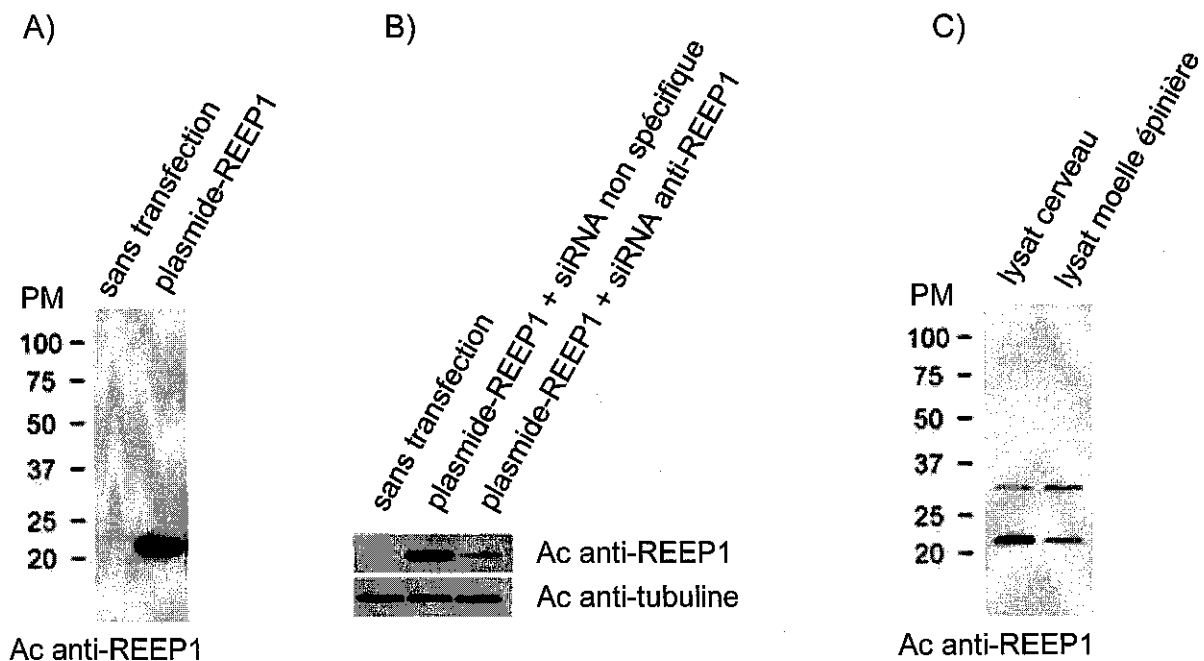 A)
sans transfection
plasmide-REEP1
PM
100
75
50
37
25
20
Ac anti-REEP1
B)
sans transfection
plasmide-REEP1 + siRNA non spécifique
plasmide-REEP1 + siRNA anti-REEP1
Ac anti-REEP1
Ac anti-tubuline
C)
lysat cerveau
lysat moelle épinière
PM
100
75
50
37
25
20
Ac anti-REEP1